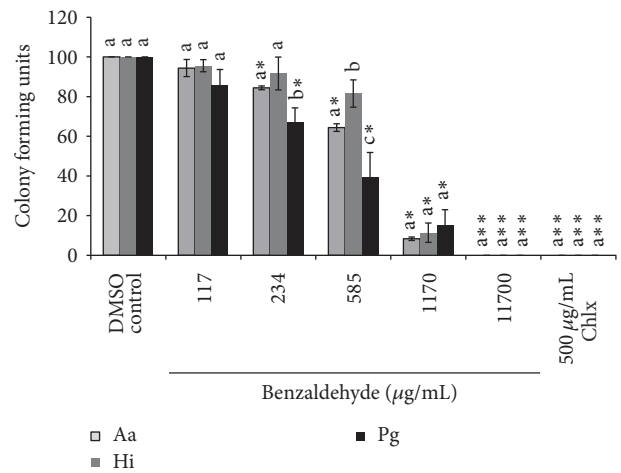 120
100
80
60
40
20
0
Colony forming units
a a a
a a a
a* a b*
a* b c*
a* a* a*
a** a** a**
a** a** a**
DMSO control
117
234
585
1170
11700
500 μg/mL Chlx
Benzaldehyde (μg/mL)
Aa
Hi
Pg